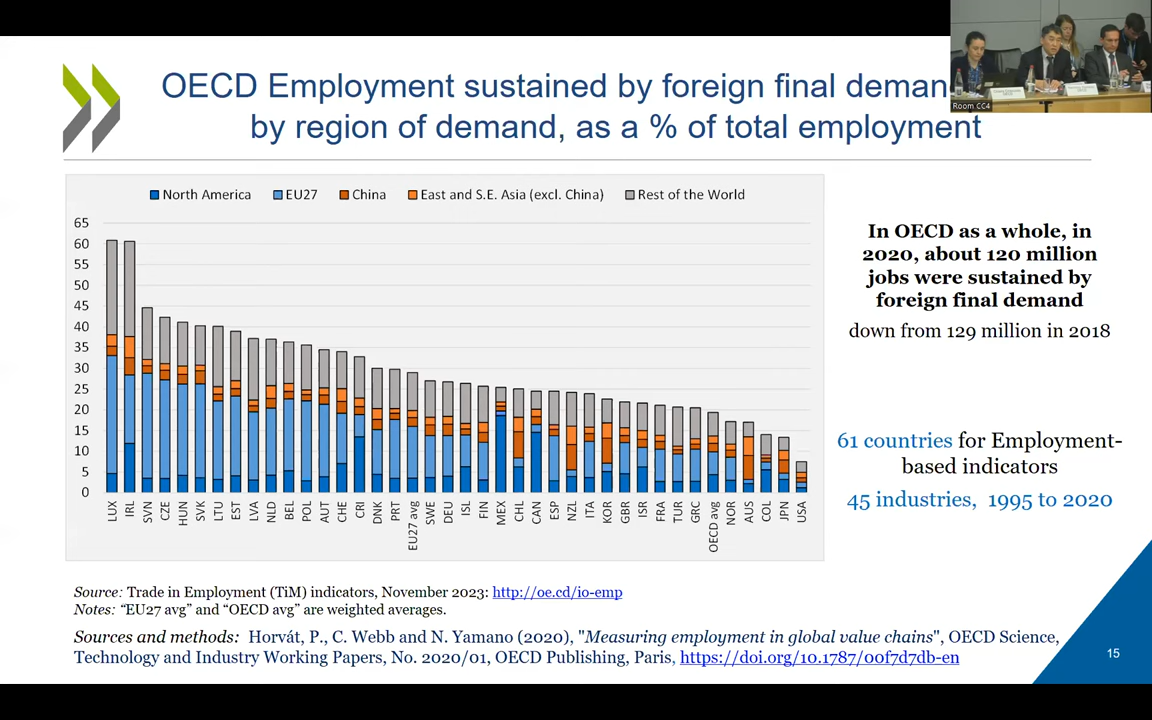 OECD Employment sustained by foreign final deman
by region of demand, as a % of total employment
Room CC4
North America EU27 China East and S.E. Asia (excl. China) Rest of the World
65
60
55
50
45
40
35
30
25
20
15
10
5
0
LUX IRL SVN CZE HUN SVK LTU EST LVA NLD BEL POL AUT CHE CRI DNK PRT EU27 avg SWE DEU ISL FIN MEX CHL CAN ESP NZL ITA KOR GBR ISR FRA TUR GRC OECD avg NOR AUS COL JPN USA
In OECD as a whole, in
2020, about 120 million
jobs were sustained by
foreign final demand
down from 129 million in 2018
61 countries for Employment-
based indicators
45 industries, 1995 to 2020
Source: Trade in Employment (TiM) indicators, November 2023: http://oe.cd/io-emp
Notes: "EU27 avg" and "OECD avg" are weighted averages.
Sources and methods: Horvát, P., C. Webb and N. Yamano (2020), "Measuring employment in global value chains", OECD Science,
Technology and Industry Working Papers, No. 2020/01, OECD Publishing, Paris, https://doi.org/10.1787/00f7d7db-en
15